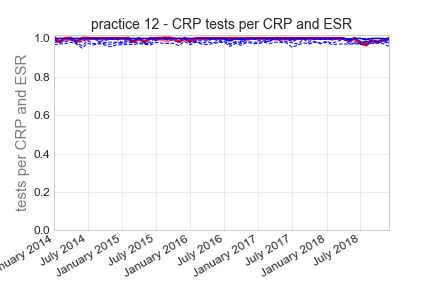 practice 12 - CRP tests per CRP and ESR
tests per CRP and ESR
1.0
0.8
0.6
0.4
0.2
0.0
nuary 2014
July 2014
January 2015
July 2015
January 2016
July 2016
January 2017
July 2017
January 2018
July 2018